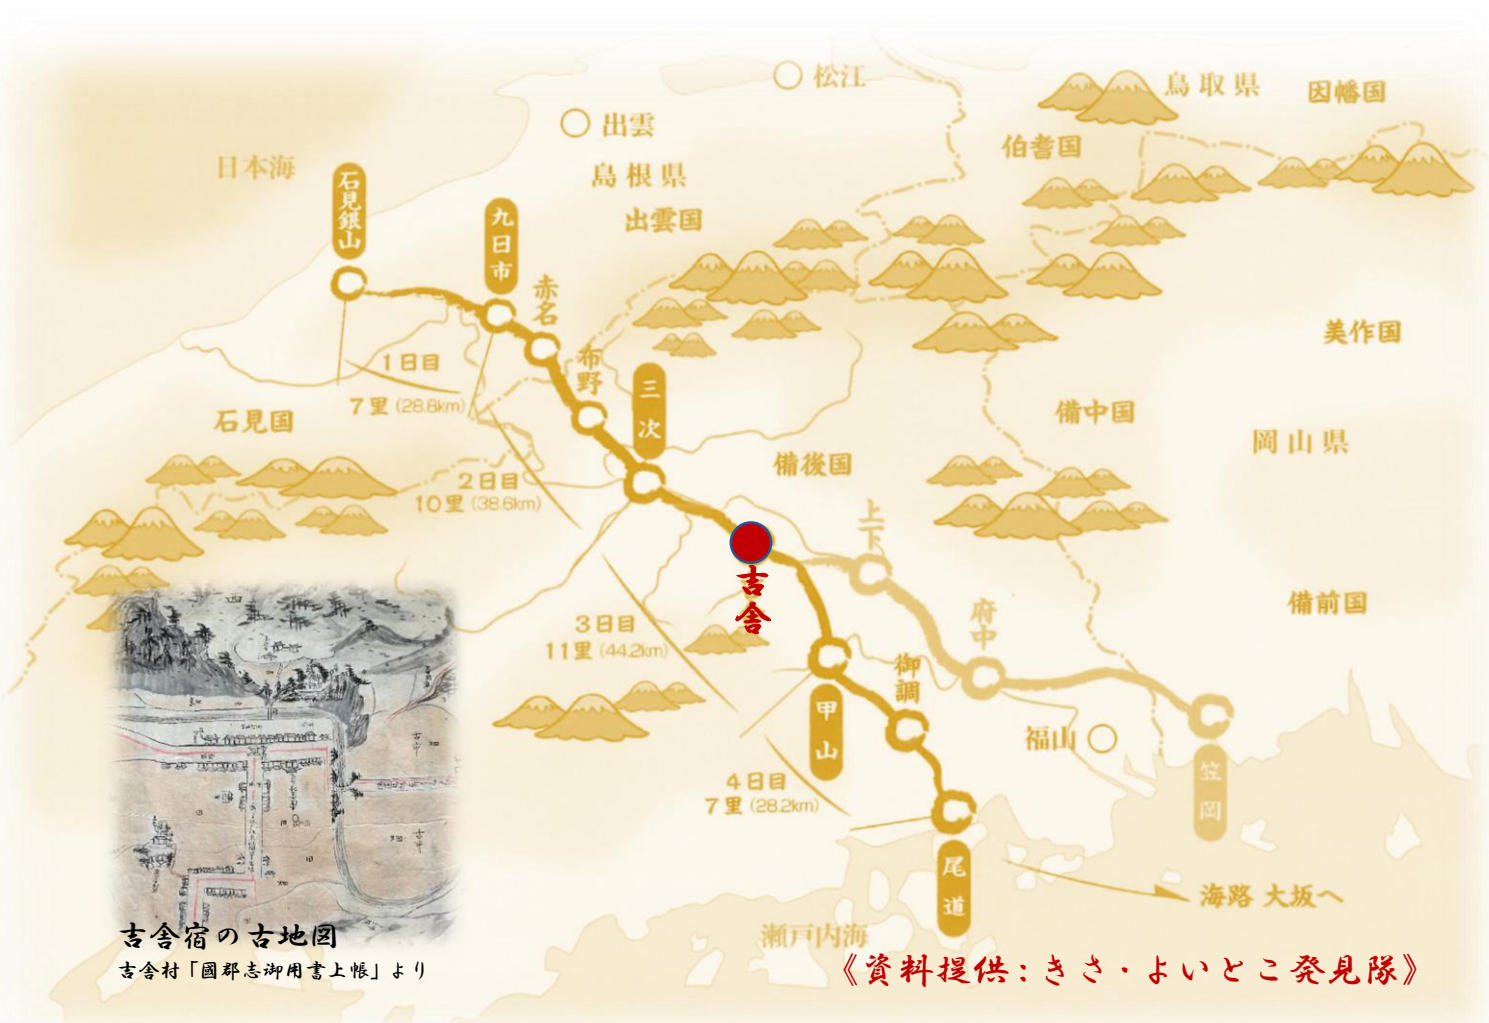 松江
鳥取県
因幡国
出雲
伯耆国
日本海
島根県
石見銀山
出雲国
九日市
赤名
美作国
布野
1日目
7里 (28.8km)
三次
石見国
備中国
岡山県
備後国
2日目
10里 (38.6km)
上下
吉舎
備前国
府中
3日目
11里 (44.2km)
御調
甲山
福山
笠岡
4日目
7里 (28.2km)
尾道
海路 大坂へ
瀬戸内海
吉舎宿の古地図
吉舎村「國郡志御用書上帳」より
《資料提供:きさ・よいとこ発見隊》